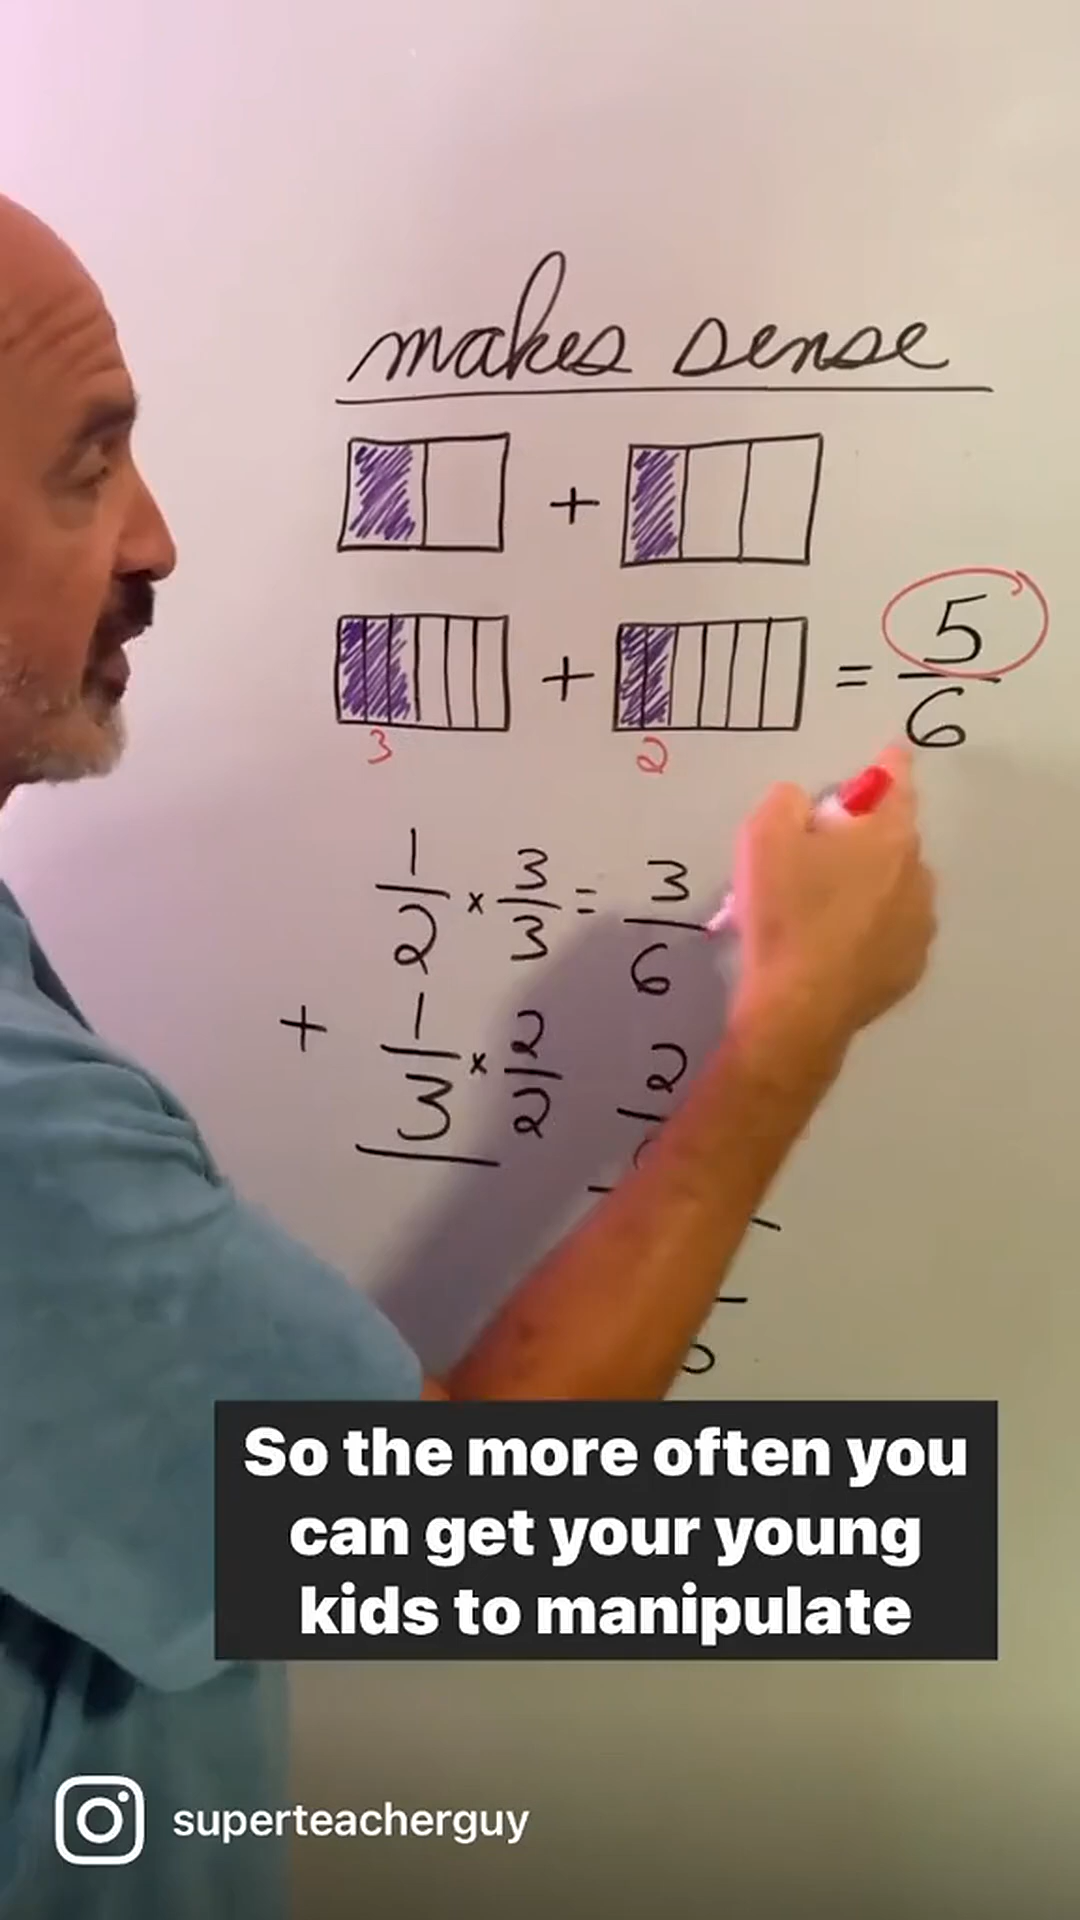 makes sense
+
+ = 5/6
3 2
1/2 × 3/3 = 3/6
+ 1/3 × 2/2 2
So the more often you
can get your young
kids to manipulate
superteacherguy